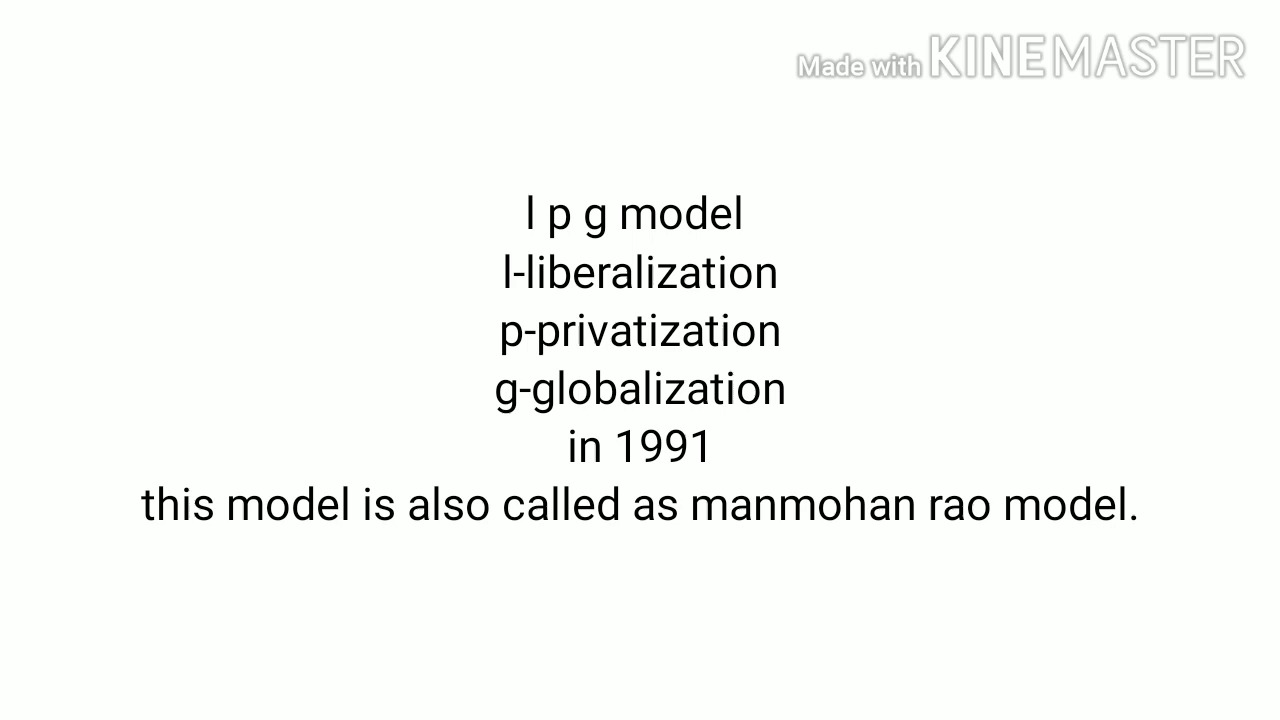 Made with KINEMASTER
l p g model
l-liberalization
p-privatization
g-globalization
in 1991
this model is also called as manmohan rao model.